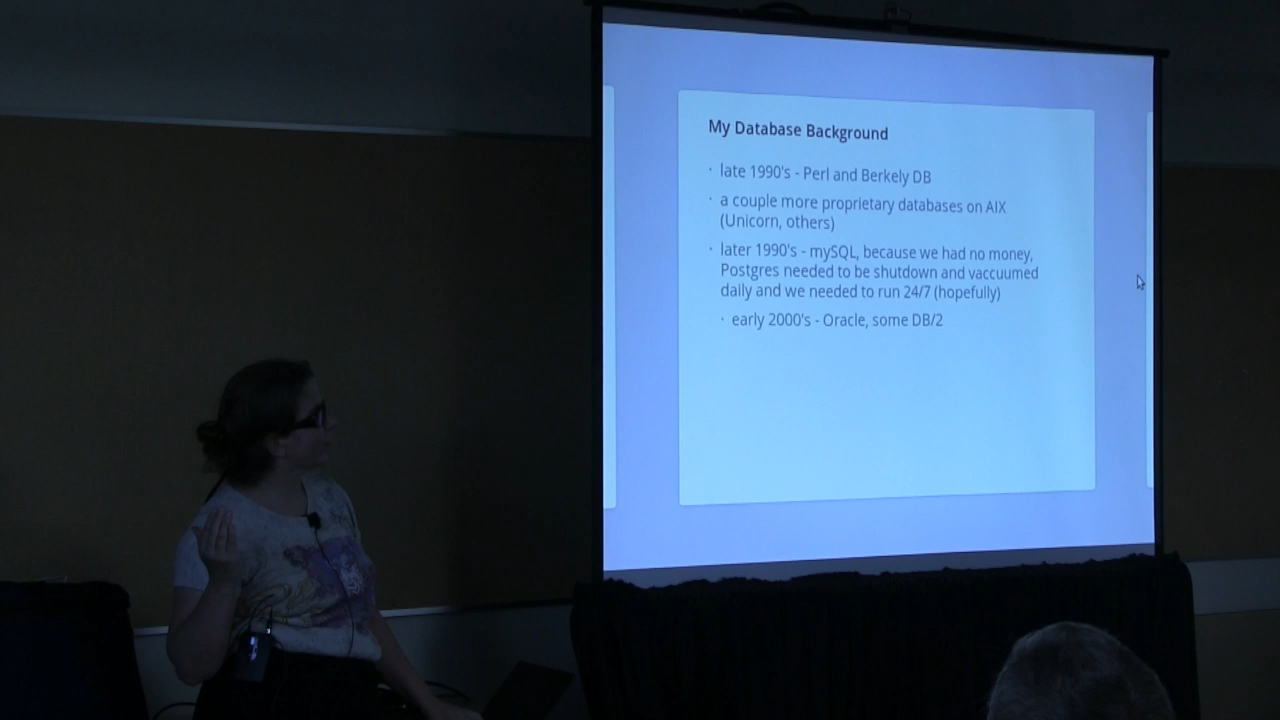 My Database Background
· late 1990's - Perl and Berkely DB
· a couple more proprietary databases on AIX
(Unicorn, others)
· later 1990's - mySQL, because we had no money,
Postgres needed to be shutdown and vaccuumed
daily and we needed to run 24/7 (hopefully)
· early 2000's - Oracle, some DB/2